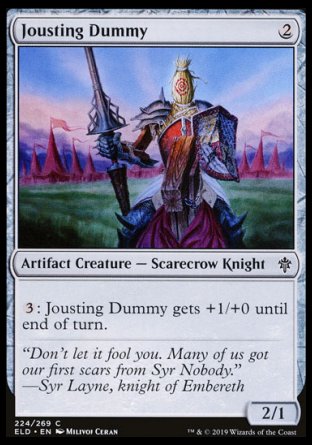 Jousting Dummy 2
Artifact Creature — Scarecrow Knight
3: Jousting Dummy gets +1/+0 until
end of turn.
"Don't let it fool you. Many of us got
our first scars from Syr Nobody."
—Syr Layne, knight of Embereth
2/1
224/269 C
ELD • EN Milivoj Ceran
™ & © 2019 Wizards of the Coast